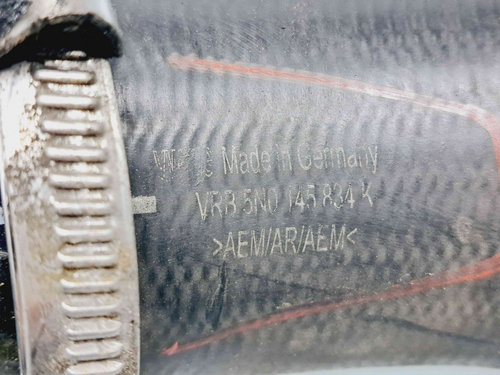 Made in Germany
VRB 5N0 145 834 K
>AEM/AR/AEM<